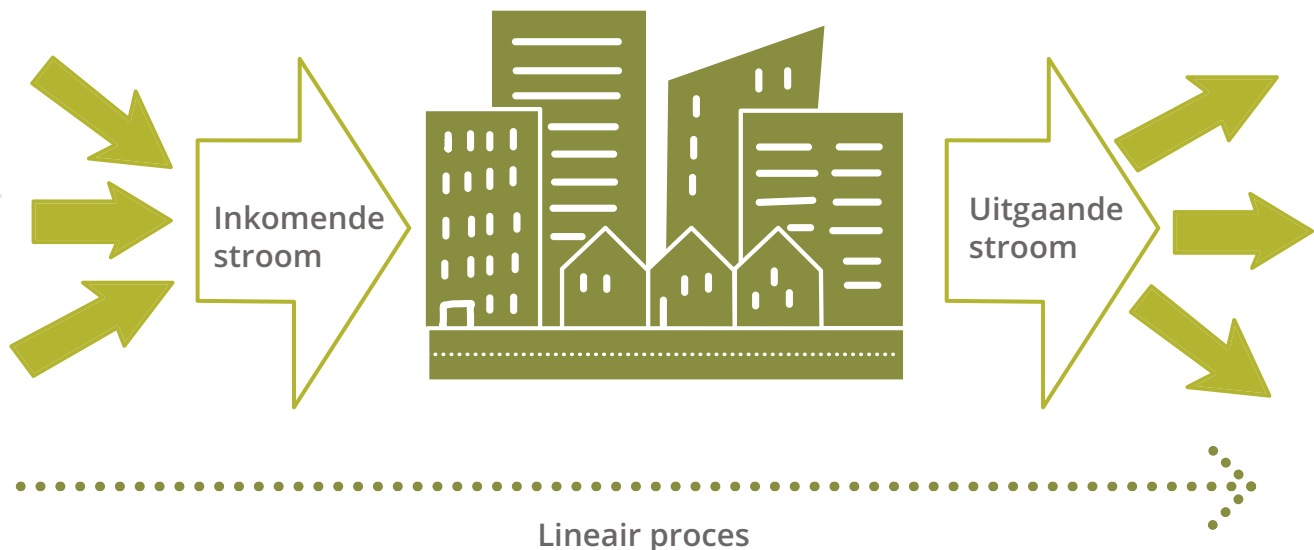 Inkomende
stroom
Uitgaande
stroom
Lineair proces